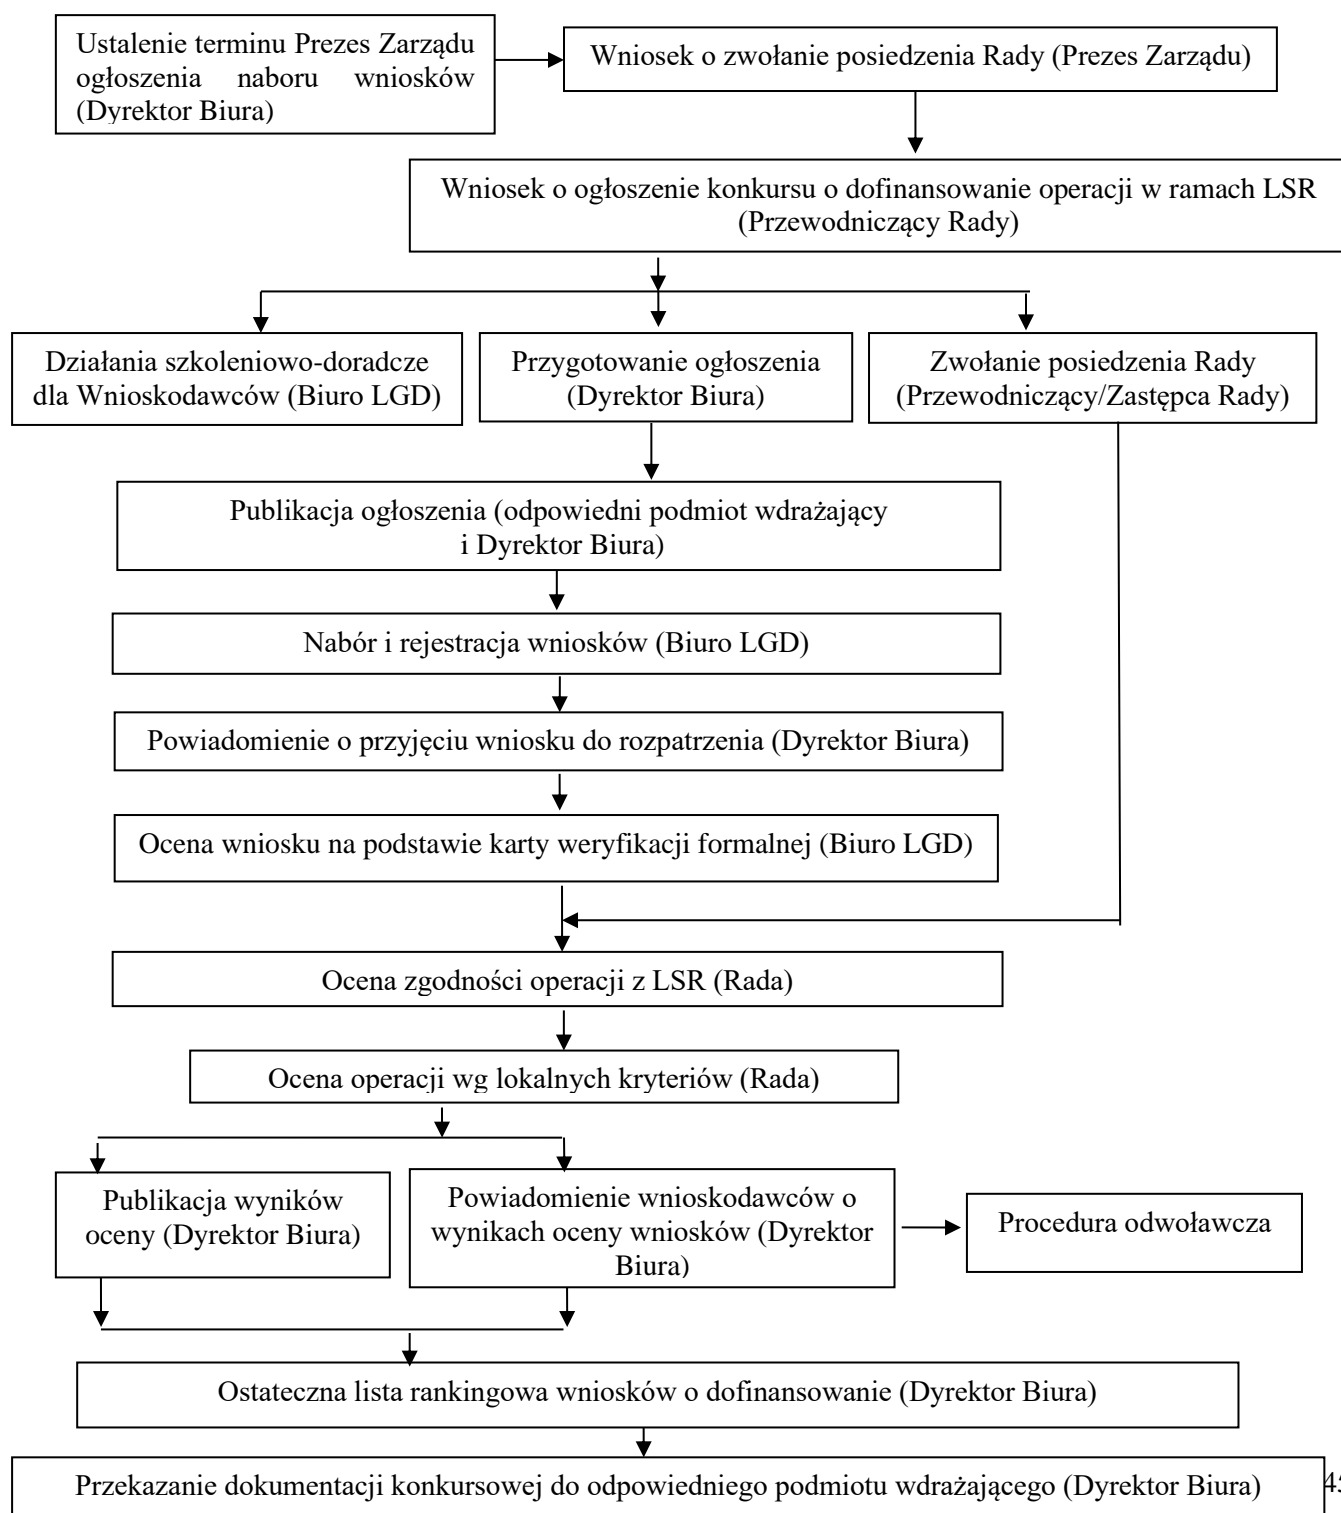 Ustalenie terminu Prezes Zarządu
ogłoszenia naboru wniosków
(Dyrektor Biura)
Wniosek o zwołanie posiedzenia Rady (Prezes Zarządu)
Wniosek o ogłoszenie konkursu o dofinansowanie operacji w ramach LSR
(Przewodniczący Rady)
Działania szkoleniowo-doradcze
dla Wnioskodawców (Biuro LGD)
Przygotowanie ogłoszenia
(Dyrektor Biura)
Zwołanie posiedzenia Rady
(Przewodniczący/Zastępca Rady)
Publikacja ogłoszenia (odpowiedni podmiot wdrażający
i Dyrektor Biura)
Nabór i rejestracja wniosków (Biuro LGD)
Powiadomienie o przyjęciu wniosku do rozpatrzenia (Dyrektor Biura)
Ocena wniosku na podstawie karty weryfikacji formalnej (Biuro LGD)
Ocena zgodności operacji z LSR (Rada)
Ocena operacji wg lokalnych kryteriów (Rada)
Publikacja wyników
oceny (Dyrektor Biura)
Powiadomienie wnioskodawców o
wynikach oceny wniosków (Dyrektor
Biura)
Procedura odwoławcza
Ostateczna lista rankingowa wniosków o dofinansowanie (Dyrektor Biura)
Przekazanie dokumentacji konkursowej do odpowiedniego podmiotu wdrażającego (Dyrektor Biura)
45